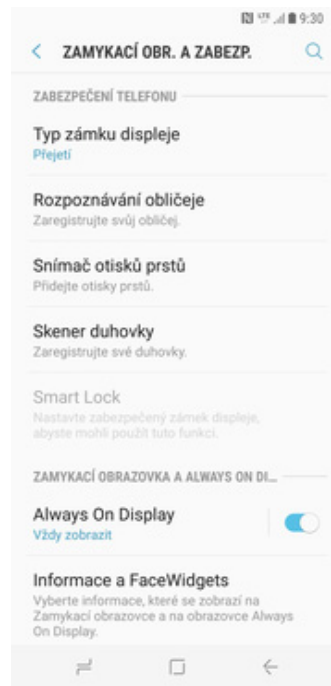 LTE 9:30
ZAMYKACÍ OBR. A ZABEZP.
ZABEZPEČENÍ TELEFONU
Typ zámku displeje
Přejetí
Rozpoznávání obličeje
Zaregistrujte svůj obličej.
Snímač otisků prstů
Přidejte otisky prstů.
Skener duhovky
Zaregistrujte své duhovky.
Smart Lock
Nastavte zabezpečený zámek displeje,
abyste mohli použít tuto funkci.
ZAMYKACÍ OBRAZOVKA A ALWAYS ON DI...
Always On Display
Vždy zobrazit
Informace a FaceWidgets
Vyberte informace, které se zobrazí na
Zamykací obrazovce a na obrazovce Always
On Display.